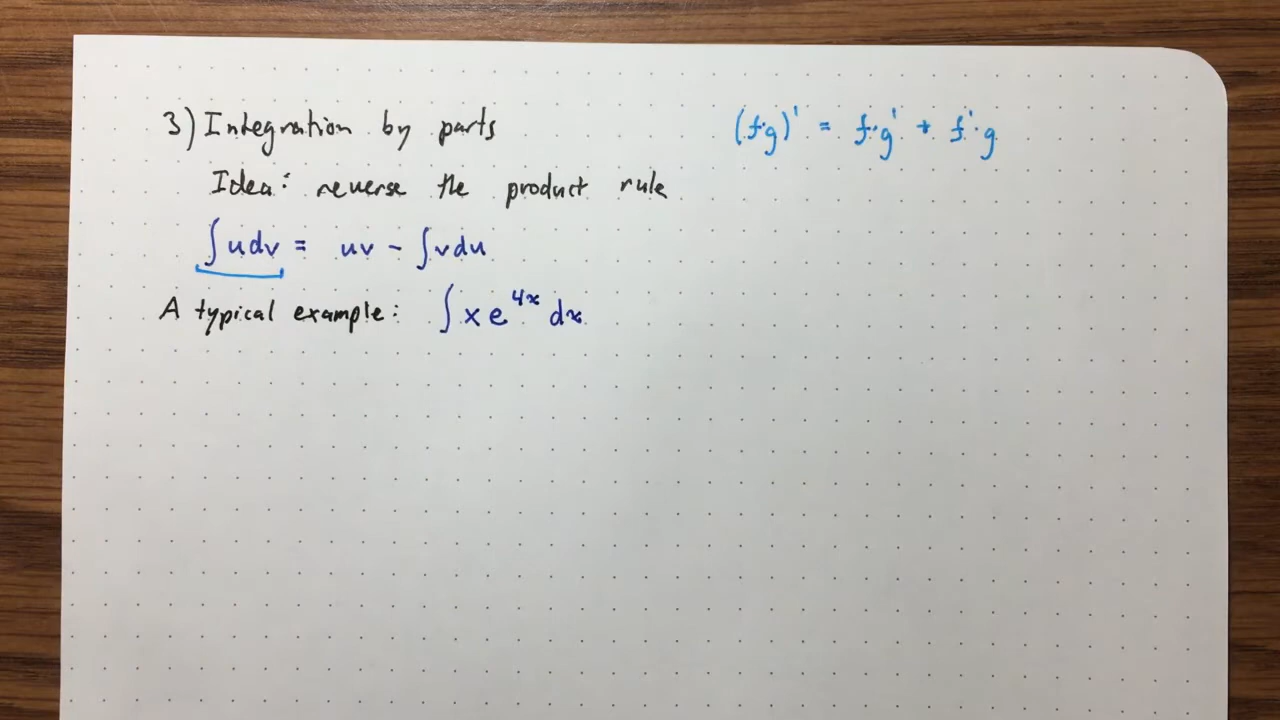 3) Integration by parts
(f·g)' = f·g' + f'·g
Idea: reverse the product rule
∫udv = uv - ∫vdu
A typical example: ∫xe^{4x} dx